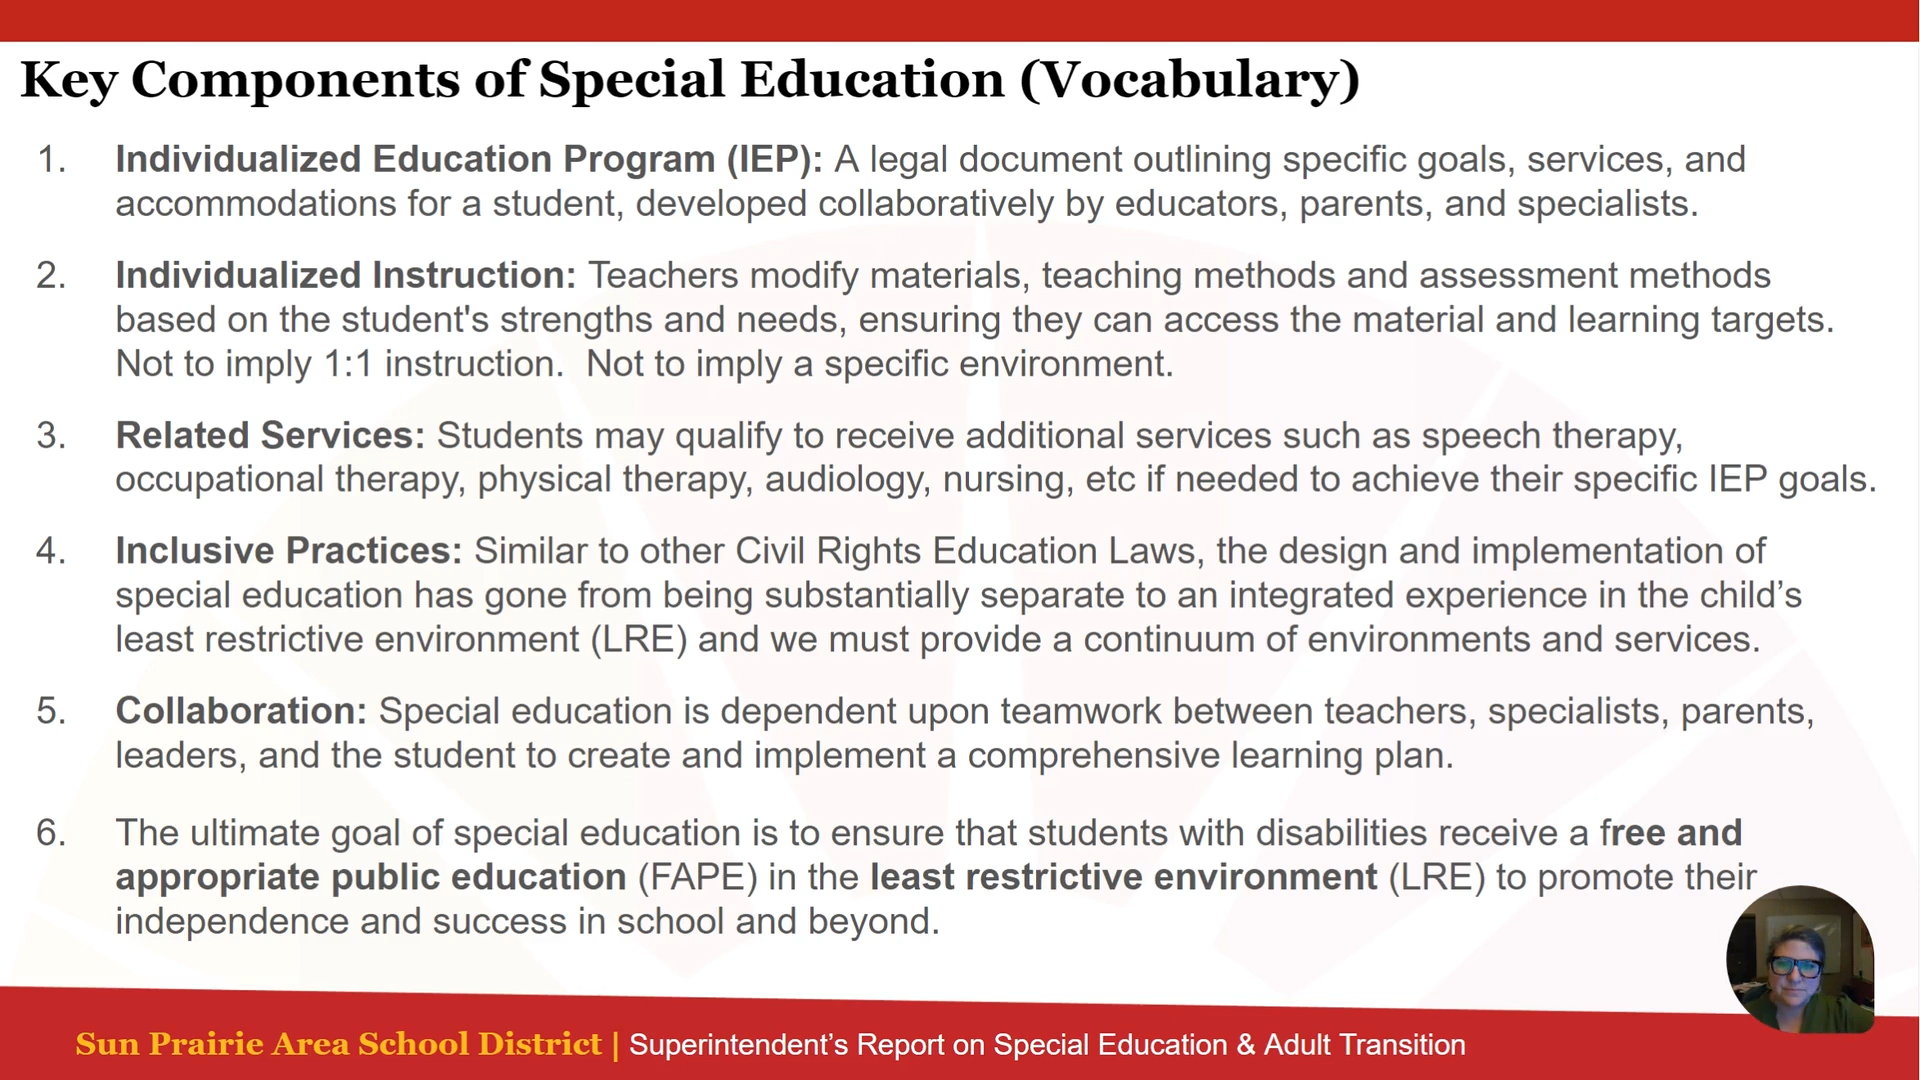 Key Components of Special Education (Vocabulary)
1. Individualized Education Program (IEP): A legal document outlining specific goals, services, and
accommodations for a student, developed collaboratively by educators, parents, and specialists.
2. Individualized Instruction: Teachers modify materials, teaching methods and assessment methods
based on the student's strengths and needs, ensuring they can access the material and learning targets.
Not to imply 1:1 instruction.  Not to imply a specific environment.
3. Related Services: Students may qualify to receive additional services such as speech therapy,
occupational therapy, physical therapy, audiology, nursing, etc if needed to achieve their specific IEP goals.
4. Inclusive Practices: Similar to other Civil Rights Education Laws, the design and implementation of
special education has gone from being substantially separate to an integrated experience in the child’s
least restrictive environment (LRE) and we must provide a continuum of environments and services.
5. Collaboration: Special education is dependent upon teamwork between teachers, specialists, parents,
leaders, and the student to create and implement a comprehensive learning plan.
6. The ultimate goal of special education is to ensure that students with disabilities receive a free and
appropriate public education (FAPE) in the least restrictive environment (LRE) to promote their
independence and success in school and beyond.
Sun Prairie Area School District | Superintendent’s Report on Special Education & Adult Transition